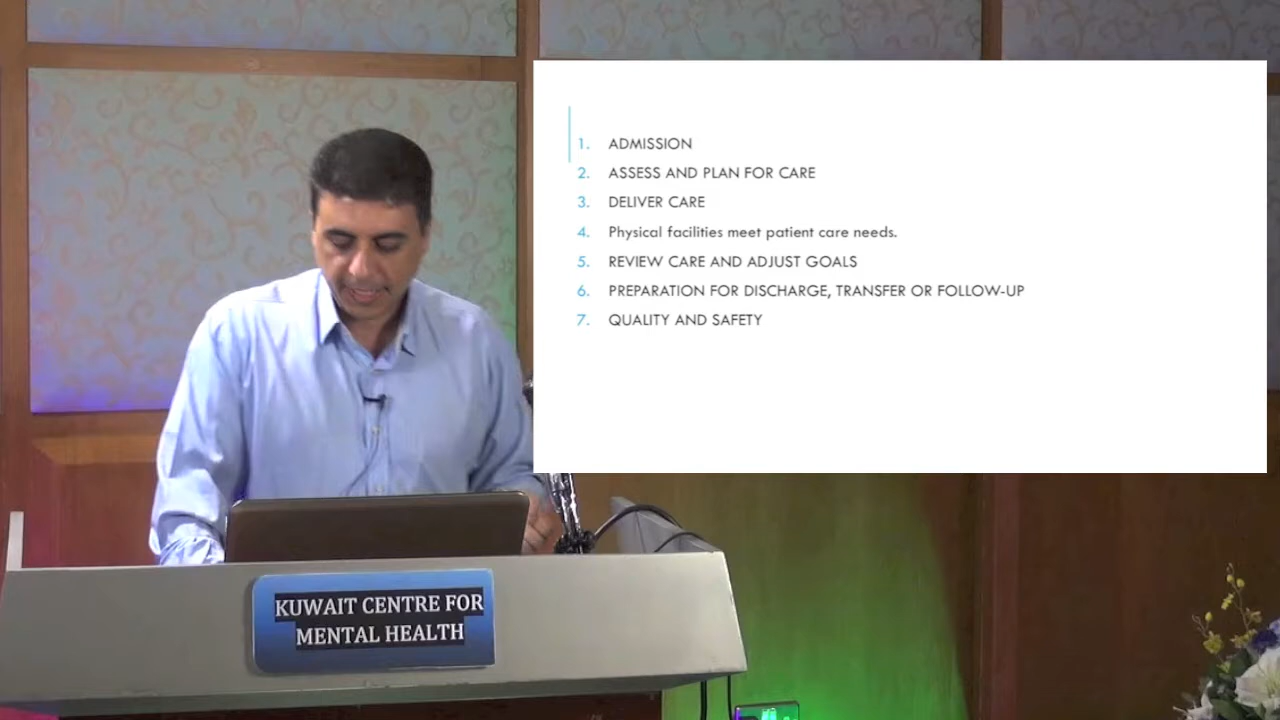 1. ADMISSION
2. ASSESS AND PLAN FOR CARE
3. DELIVER CARE
4. Physical facilities meet patient care needs.
5. REVIEW CARE AND ADJUST GOALS
6. PREPARATION FOR DISCHARGE, TRANSFER OR FOLLOW-UP
7. QUALITY AND SAFETY
KUWAIT CENTRE FOR
MENTAL HEALTH